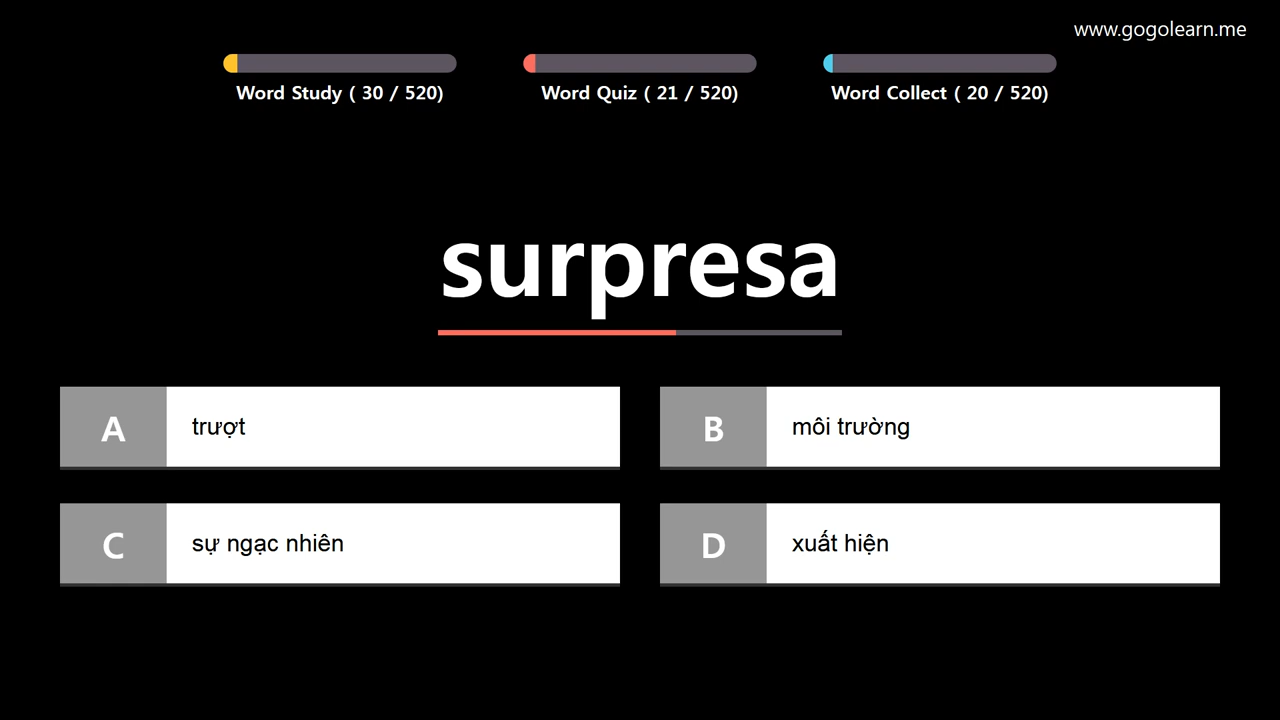 www.gogolearn.me
Word Study ( 30 / 520)
Word Quiz ( 21 / 520)
Word Collect ( 20 / 520)
surpresa
A trượt
B môi trường
C sự ngạc nhiên
D xuất hiện